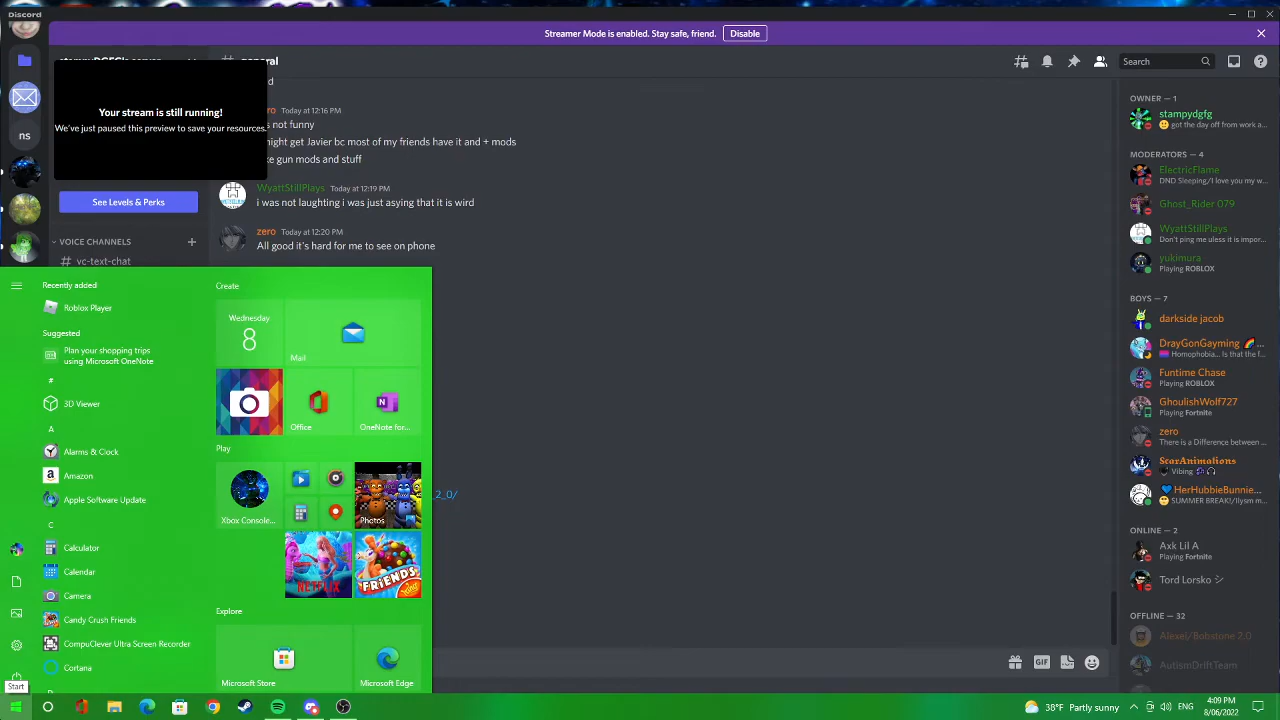 Discord
Streamer Mode is enabled. Stay safe, friend.
Disable
general
Search
Your stream is still running!
We've just paused this preview to save your resources.
ns
See Levels & Perks
VOICE CHANNELS
vc-text-chat
Today at 12:16 PM
not funny
Javier bc most of my friends have it and + mods
gun mods and stuff
WyattStillPlays Today at 12:19 PM
i was not laughing i was just asying that it is wird
zero Today at 12:20 PM
All good it's hard for me to see on phone
2_0/
GIF
OWNER — 1
stampydgfg
got the day off from work a...
MODERATORS — 4
ElectricFlame
DND Sleeping/I love you my w...
Ghost_Rider 079
WyattStillPlays
Don't ping me uless it is impor...
yukimura
Playing ROBLOX
BOYS — 7
darkside jacob
DrayGonGayming
Homophobia... Is that the f...
Funtime Chase
Playing ROBLOX
GhoulishWolf727
Playing Fortnite
zero
There is a Difference between ...
ScarAnimations
Vibing
HerHubbieBunnie...
SUMMER BREAK!/Ilysm m...
ONLINE — 2
Axk Lil A
Playing Fortnite
Tord Lorsko シ
OFFLINE — 32
Alexel/Bobstone 2.0
AutismDriftTeam
Recently added
Roblox Player
Suggested
Plan your shopping trips
using Microsoft OneNote
#
3D Viewer
A
Alarms & Clock
Amazon
Apple Software Update
C
Calculator
Calendar
Camera
Candy Crush Friends
CompuClever Ultra Screen Recorder
Cortana
Create
Wednesday
8
Mail
Office
OneNote for...
Play
Xbox Console...
Photos
NETFLIX
FRIENDS
Explore
Microsoft Store
Microsoft Edge
Start
38°F Partly sunny
ENG
4:09 PM
8/06/2022